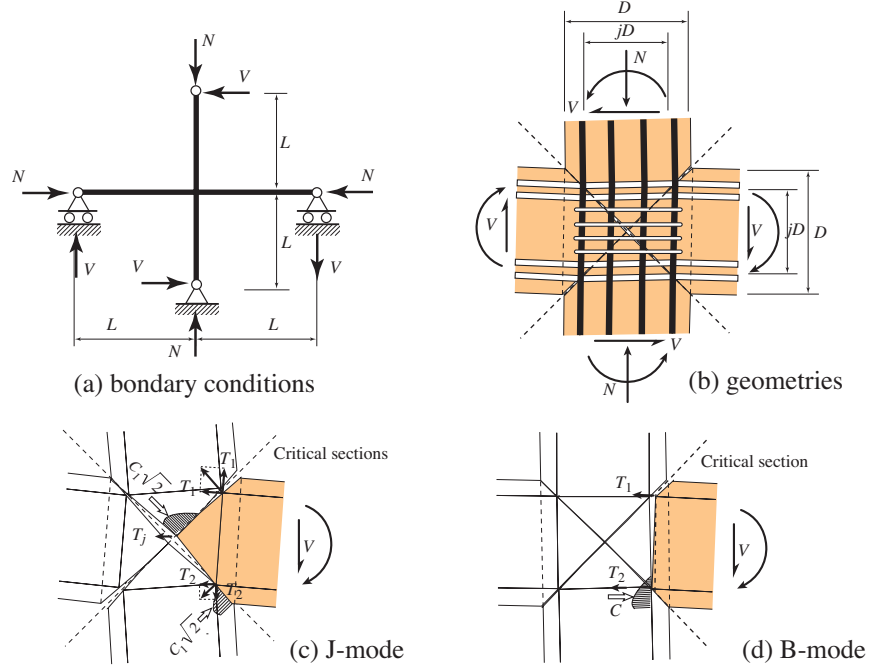 N
V
L
N
N
V
V
L
V
L
L
N
(a) bondary conditions
D
jD
N
V
V
V
jD
D
V
N
(b) geometries
Critical sections
C₁√2
T₁
T₁
T_j
V
T₂
T₂
C₁√2
(c) J-mode
Critical section
T₁
V
T₂
C
(d) B-mode